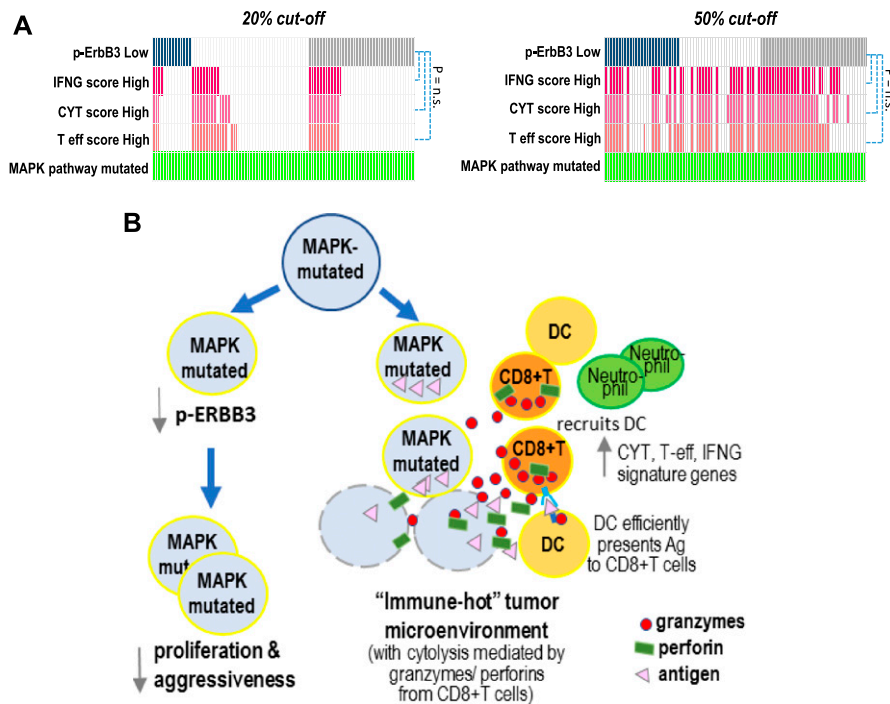 A
20% cut-off
p-ErbB3 Low
IFNG score High
CYT score High
T eff score High
MAPK pathway mutated
P = n.s.
50% cut-off
p-ErbB3 Low
IFNG score High
CYT score High
T eff score High
MAPK pathway mutated
= n.s.
B
MAPK-
mutated
MAPK
mutated
p-ERBB3
MAPK
MAPK
mutated
proliferation &
aggressiveness
MAPK
mutated
MAPK
mutated
DC
CD8+T
Neutro-
phil
Neutro-
phil
recruits DC
CD8+T
CYT, T-eff, IFNG
signature genes
DC
DC efficiently
presents Ag
to CD8+T cells
“Immune-hot” tumor
microenvironment
(with cytolysis mediated by
granzymes/ perforins
from CD8+T cells)
granzymes
perforin
antigen